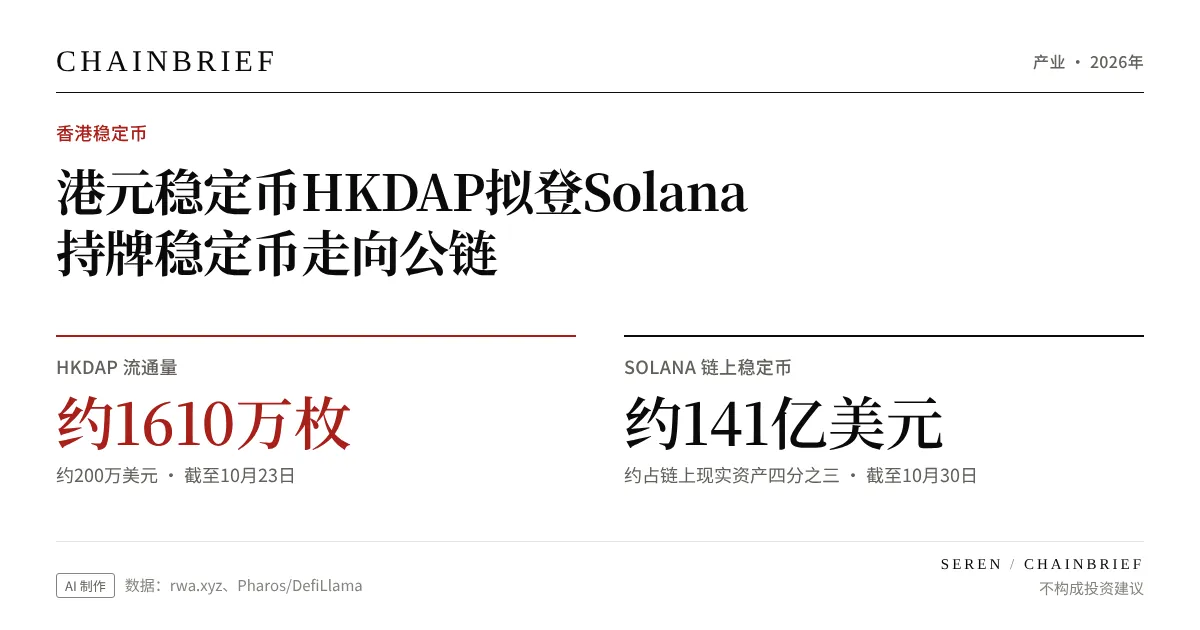 CHAINBRIEF
产业 · 2026年
香港稳定币
港元稳定币HKDAP拟登Solana
持牌稳定币走向公链
HKDAP 流通量
约1610万枚
约200万美元 · 截至10月23日
SOLANA 链上稳定币
约141亿美元
约占链上现实资产四分之三 · 截至10月30日
AI 制作
数据：rwa.xyz、Pharos/DefiLlama
SEREN / CHAINBRIEF
不构成投资建议